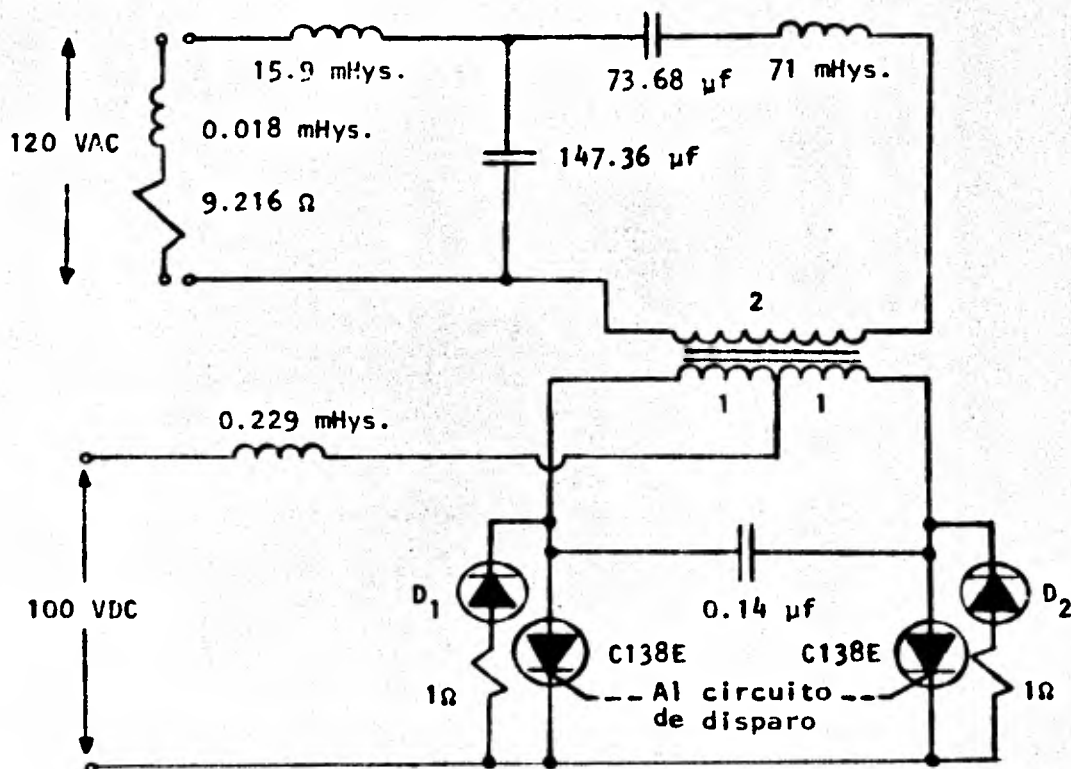 15.9 mHys.
73.68 µf
71 mHys.
120 VAC
0.018 mHys.
147.36 µf
9.216 Ω
2
1
1
0.229 mHys.
100 VDC
D1
D2
0.14 µf
C138E
C138E
1Ω
Al circuito
de disparo
1Ω